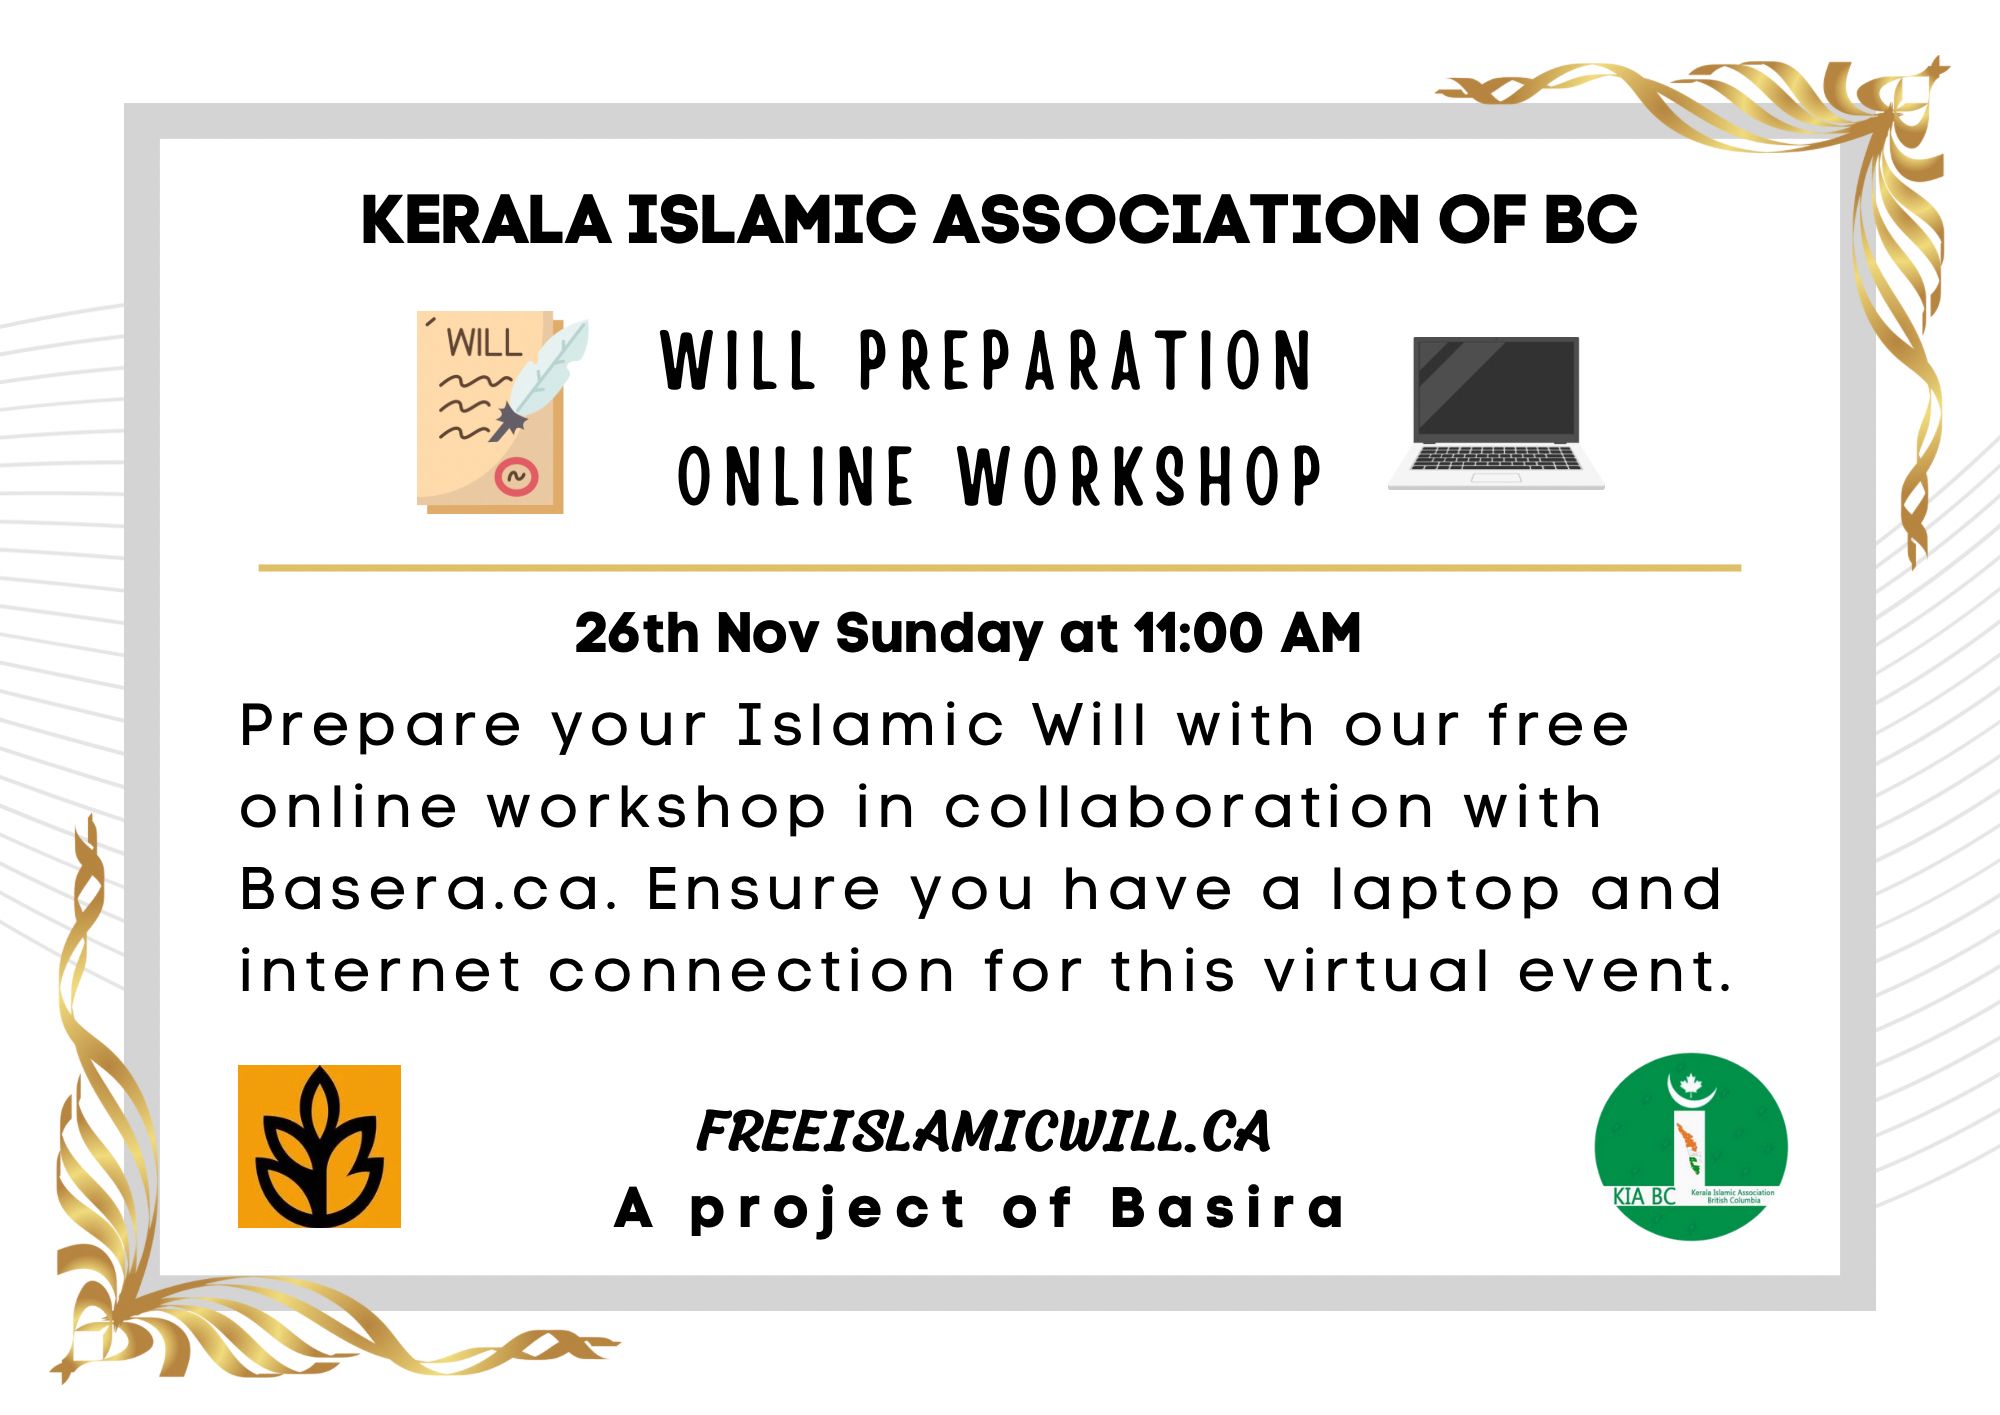 KERALA ISLAMIC ASSOCIATION OF BC
WILL
WILL PREPARATION
ONLINE WORKSHOP
26th Nov Sunday at 11:00 AM
Prepare your Islamic Will with our free
online workshop in collaboration with
Basera.ca. Ensure you have a laptop and
internet connection for this virtual event.
FREEISLAMICWILL.CA
A project of Basira
KIA BC
Kerala Islamic Association
British Columbia